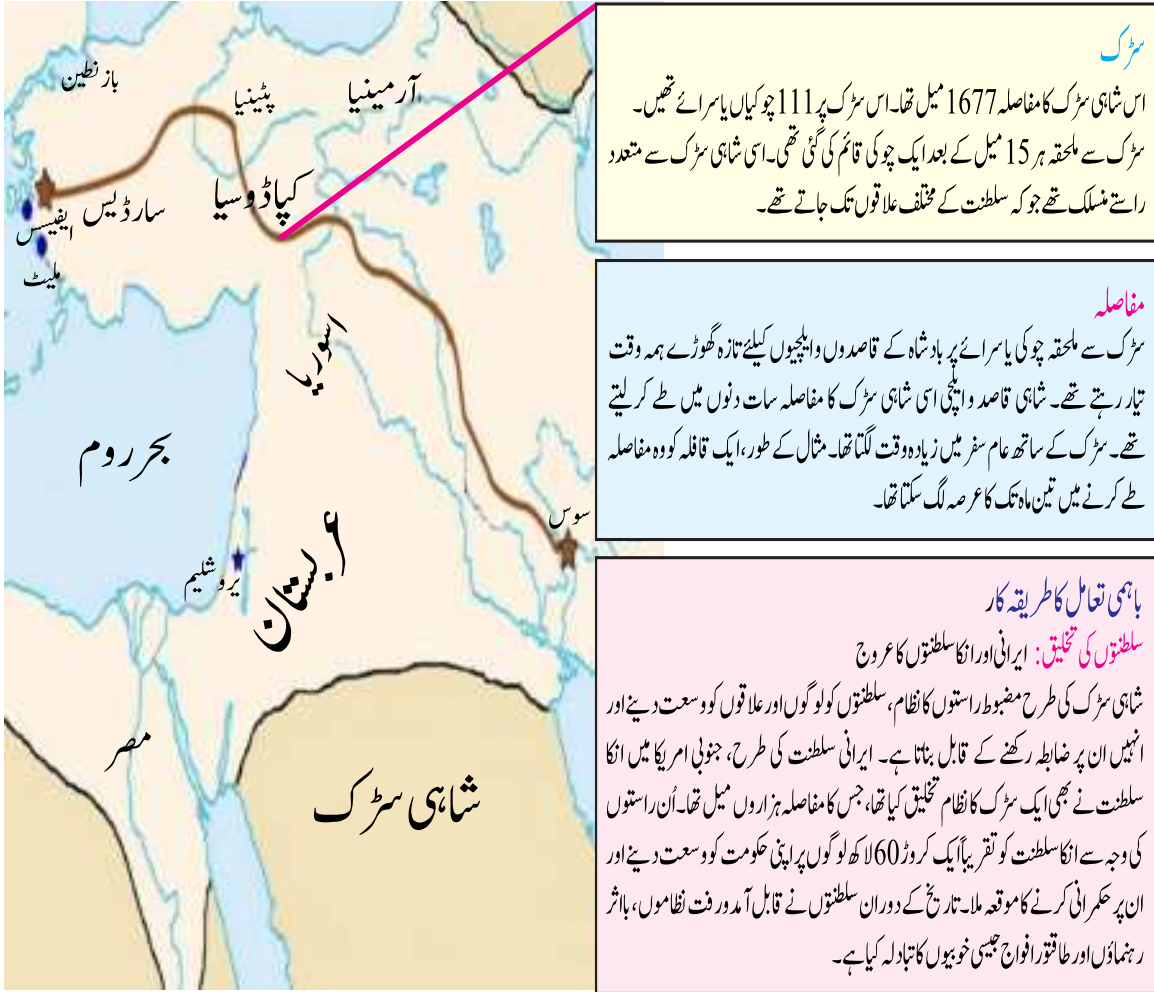 سڑک
اس شاہی سڑک کا مفاصلہ 1677 میل تھا۔ اس سڑک پر 111 چوکیاں یا سرائے تھیں۔
سڑک سے ملحقہ ہر 15 میل کے بعد ایک چوکی قائم کی گئی تھی۔ اسی شاہی سڑک سے متعدد
راستے منسلک تھے جو کہ سلطنت کے مختلف علاقوں تک جاتے تھے۔
مفاصلہ
سڑک سے ملحقہ چوکی یا سرائے پر بادشاہ کے قاصدوں و ایلچیوں کیلئے تازہ گھوڑے ہمہ وقت
تیار رہتے تھے۔ شاہی قاصد و ایلچی اسی شاہی سڑک کا مفاصلہ سات دنوں میں طے کر لیتے
تھے۔ سڑک کے ساتھ عام سفر میں زیادہ وقت لگتا تھا۔ مثال کے طور، ایک قافلہ کو وہ مفاصلہ
طے کرنے میں تین ماہ تک کا عرصہ لگ سکتا تھا۔
باہمی تعامل کا طریقہ کار
سلطنتوں کی تخلیق: ایرانی اور انکا سلطنتوں کا عروج
شاہی سڑک کی طرح مضبوط راستوں کا نظام، سلطنتوں کو لوگوں اور علاقوں کو وسعت دینے اور
انہیں ان پر ضابطہ رکھنے کے قابل بناتا ہے۔ ایرانی سلطنت کی طرح، جنوبی امریکا میں انکا
سلطنت نے بھی ایک سڑک کا نظام تخلیق کیا تھا، جس کا مفاصلہ ہزاروں میل تھا۔ اُن راستوں
کی وجہ سے انکا سلطنت کو تقریباً ایک کروڑ 60 لاکھ لوگوں پر اپنی حکومت کو وسعت دینے اور
ان پر حکمرانی کرنے کا موقعہ ملا۔ تاریخ کے دوران سلطنتوں نے قابل آمدورفت نظاموں، بااثر
رہنماؤں اور طاقتور افواج جیسی خوبیوں کا تبادلہ کیا ہے۔
بازنطین
پٹینیا
آرمینیا
کپاڈوسیا
سارڈیس
ایفیسس
ملیٹ
اسوریا
بحر روم
سوس
عربستان
یروشلیم
مصر
شاہی سڑک